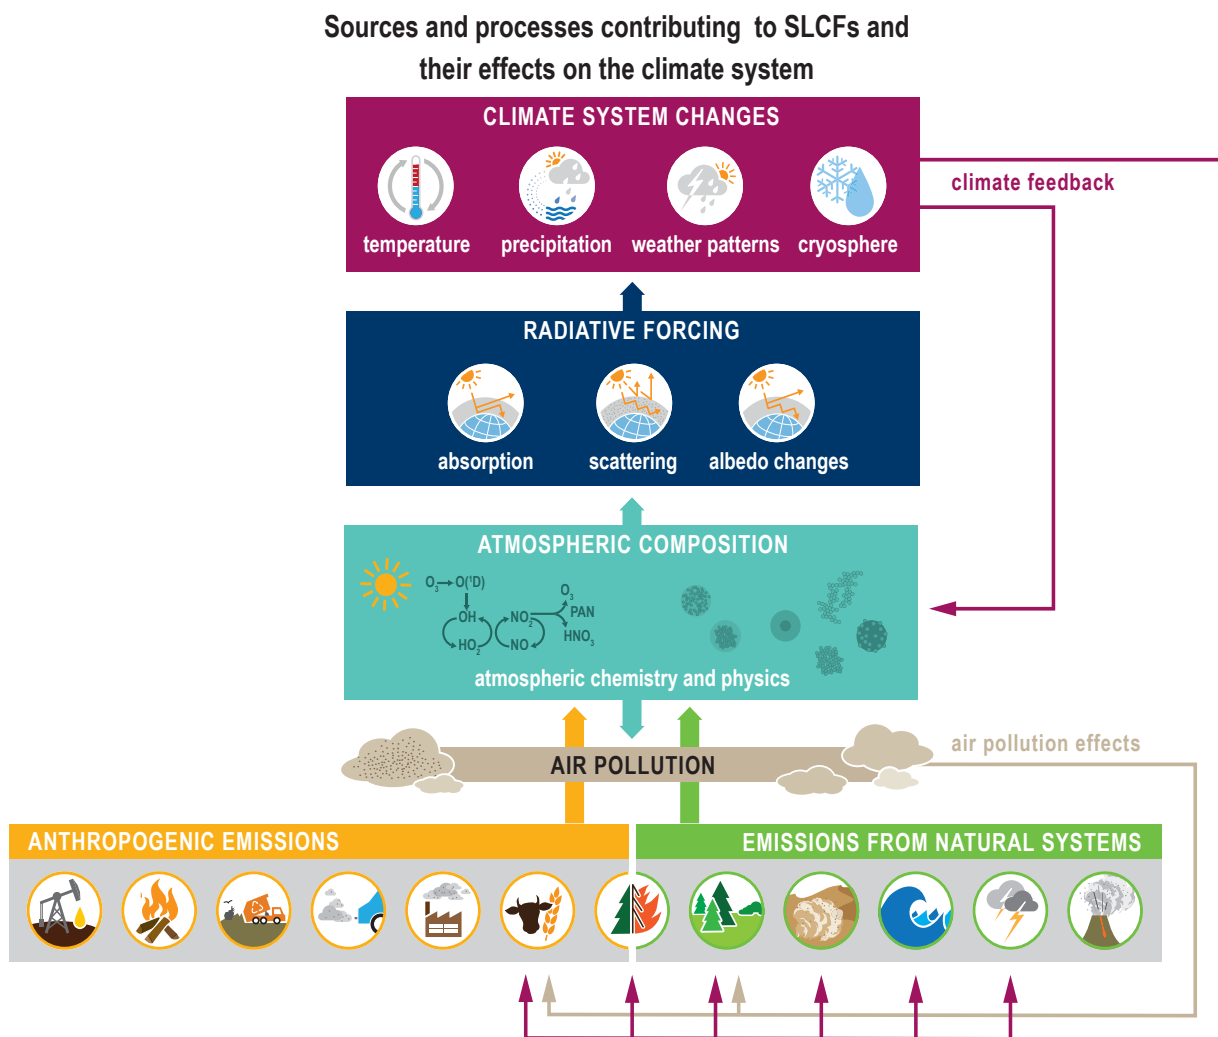 Sources and processes contributing to SLCFs and
their effects on the climate system
CLIMATE SYSTEM CHANGES
temperature
precipitation
weather patterns
cryosphere
climate feedback
RADIATIVE FORCING
absorption
scattering
albedo changes
ATMOSPHERIC COMPOSITION
O3 O(¹D)
OH
HO2
NO2
NO
O3
PAN
HNO3
atmospheric chemistry and physics
AIR POLLUTION
air pollution effects
ANTHROPOGENIC EMISSIONS
EMISSIONS FROM NATURAL SYSTEMS